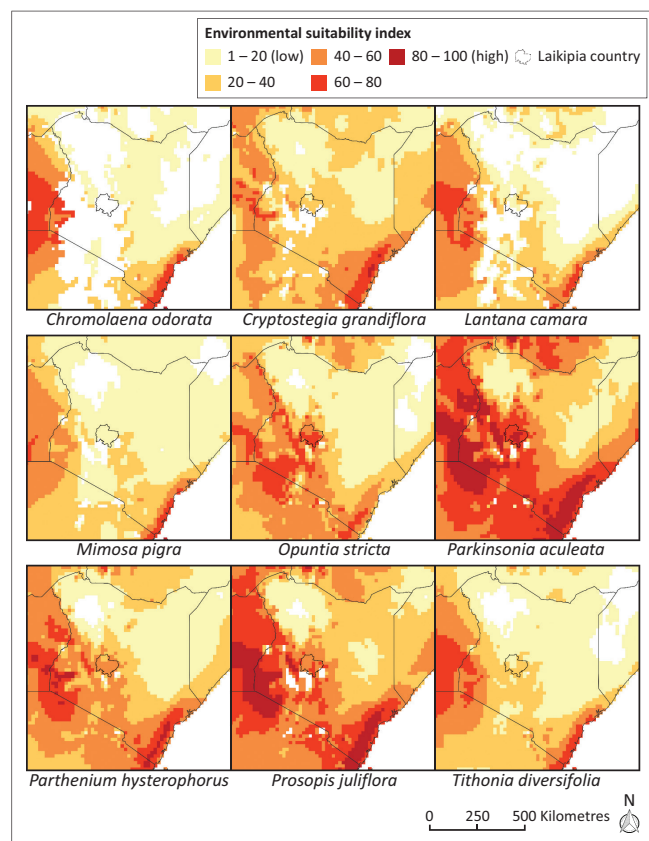 Environmental suitability index
1 – 20 (low) 40 – 60 80 – 100 (high) Laikipia country
20 – 40 60 – 80
Chromolaena odorata Cryptostegia grandiflora Lantana camara
Mimosa pigra Opuntia stricta Parkinsonia aculeata
Parthenium hysterophorus Prosopis juliflora Tithonia diversifolia
0 250 500 Kilometres N